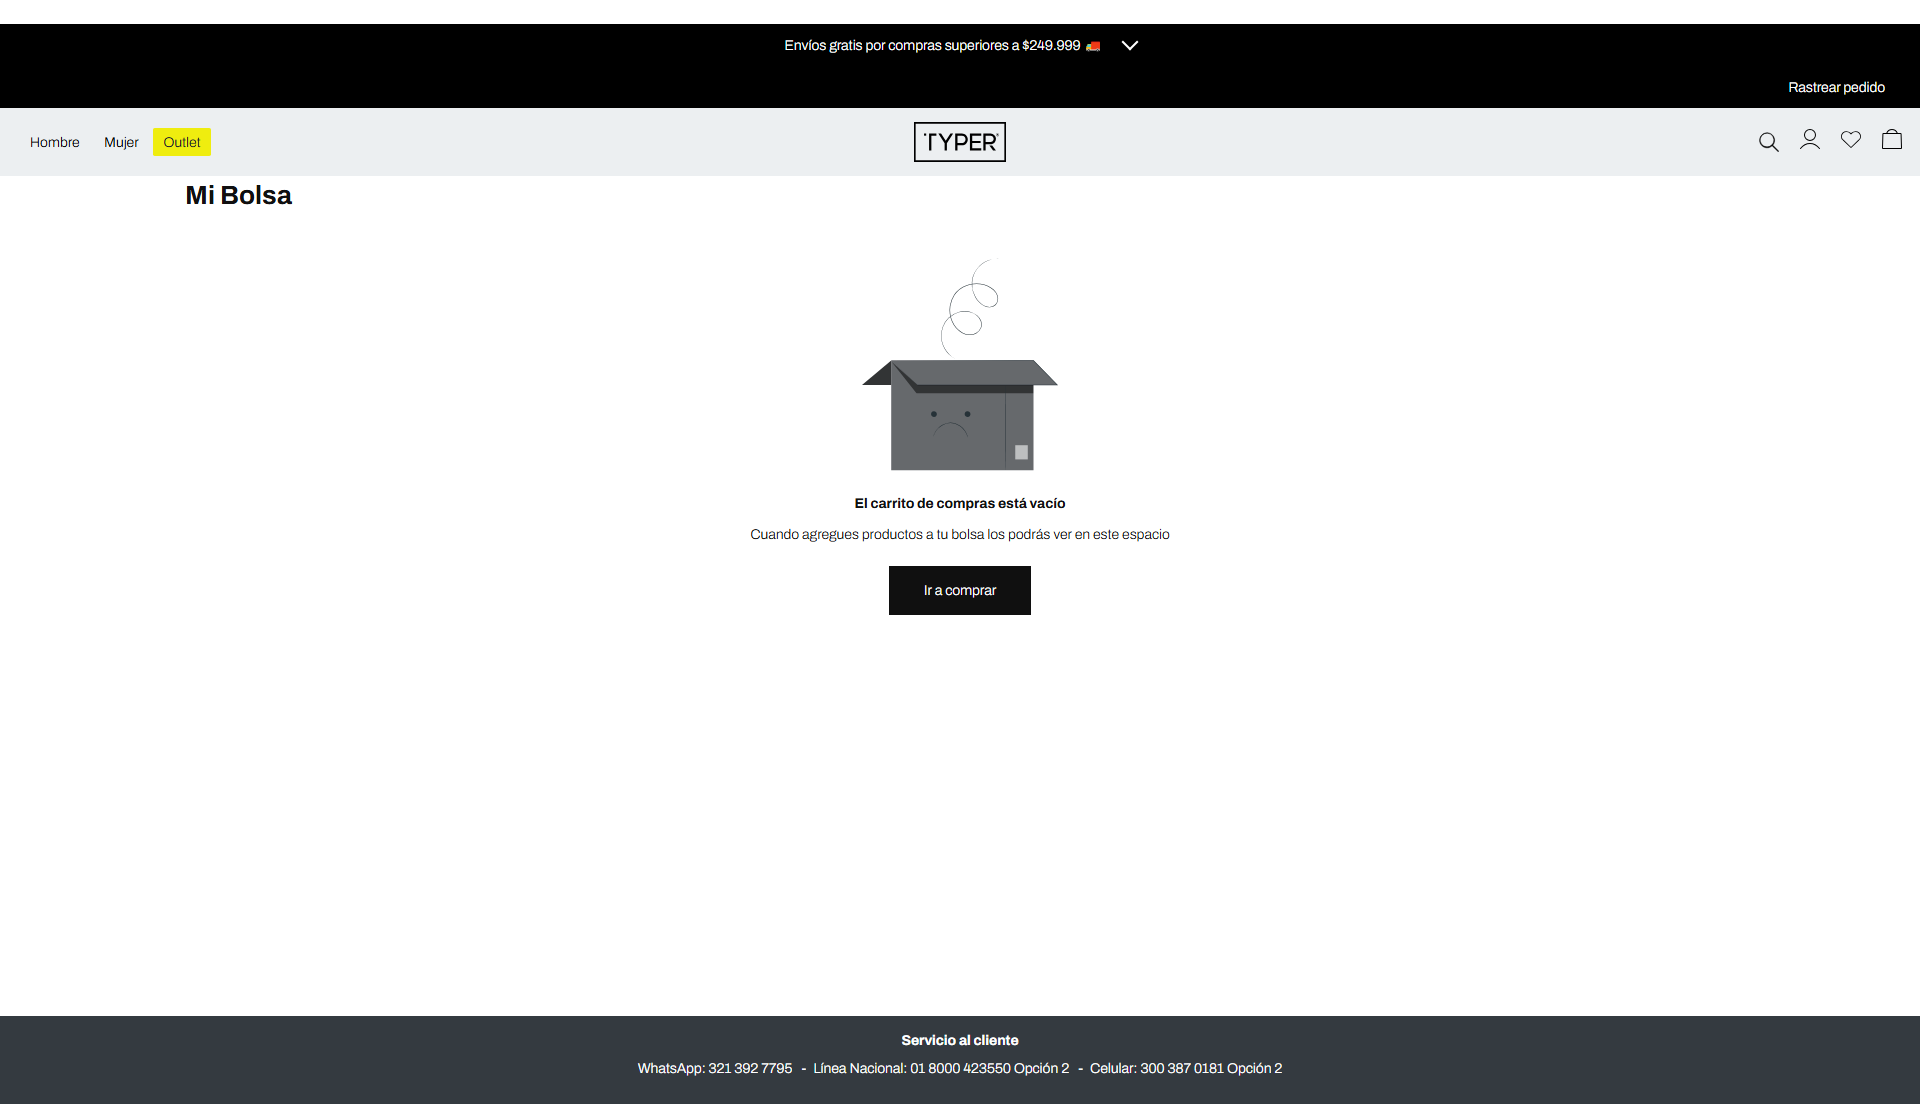 Envíos gratis por compras superiores a $249.999
Rastrear pedido
Hombre
Mujer
Outlet
TYPER
Mi Bolsa
El carrito de compras está vacío
Cuando agregues productos a tu bolsa los podrás ver en este espacio
Ir a comprar
Servicio al cliente
WhatsApp: 321 392 7795 - Línea Nacional: 01 8000 423550 Opción 2 - Celular: 300 387 0181 Opción 2